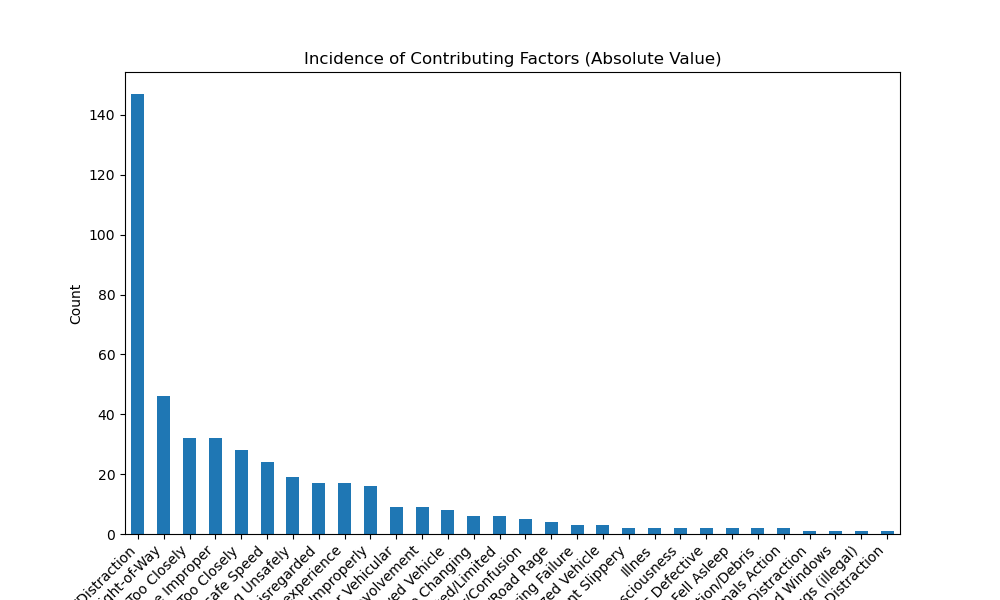 Incidence of Contributing Factors (Absolute Value)
140
120
100
80
60
40
20
0
Count
Distraction
ght-of-Way
Too Closely
e Improper
Too Closely
afe Speed
g Unsafely
isregarded
experience
Improperly
r Vehicular
volvement
ved Vehicle
e Changing
ed/Limited
/Confusion
/Road Rage
ing Failure
zed Vehicle
nt Slippery
Illnes
sciousness
s Defective
Fell Asleep
tion/Debris
als Action
Distraction
d Windows
gs (illegal)
Distraction